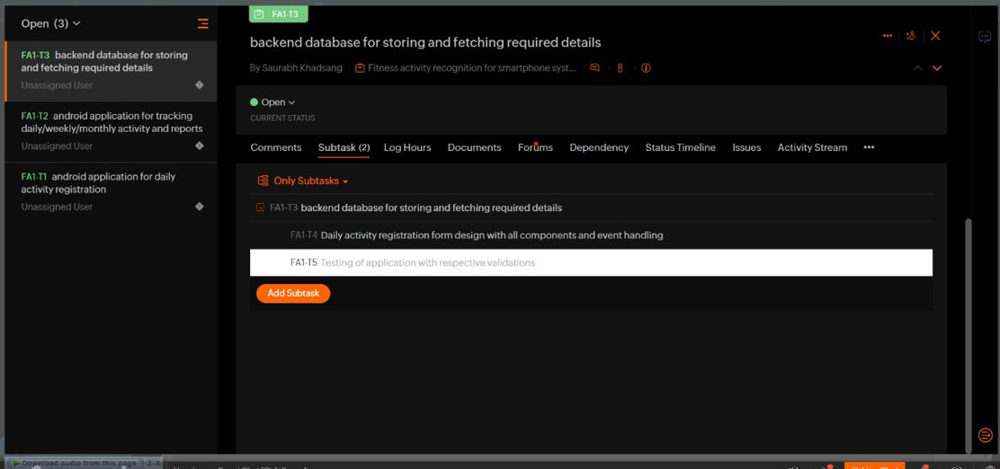 Open (3)
FA1-T3 backend database for storing
and fetching required details
Unassigned User
FA1-T2 android application for tracking
daily/weekly/monthly activity and reports
Unassigned User
FA1-T1 android application for daily
activity registration
Unassigned User
FA1-T3
backend database for storing and fetching required details
By Saurabh Khadsang Fitness activity recognition for smartphone syst...
Open
CURRENT STATUS
Comments Subtask (2) Log Hours Documents Forums Dependency Status Timeline Issues Activity Stream
Only Subtasks
FA1-T3 backend database for storing and fetching required details
FA1-T4 Daily activity registration form design with all components and event handling
FA1-T5 Testing of application with respective validations
Add Subtask
Download audio from this page ? X